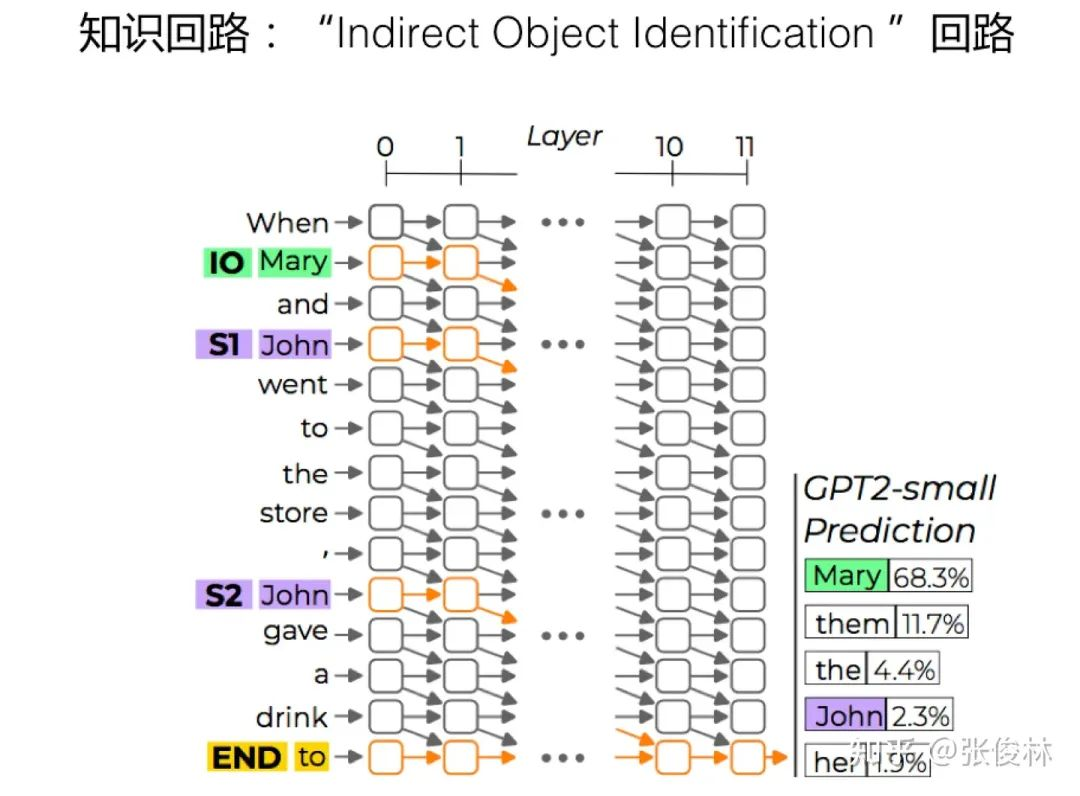 知识回路：“Indirect Object Identification ”回路
Layer
0 1 10 11
When
IO Mary
and
S1 John
went
to
the
store
,
S2 John
gave
a
drink
END to
GPT2-small
Prediction
Mary 68.3%
them 11.7%
the 4.4%
John 2.3%
her 1.9%
知乎 @张俊林